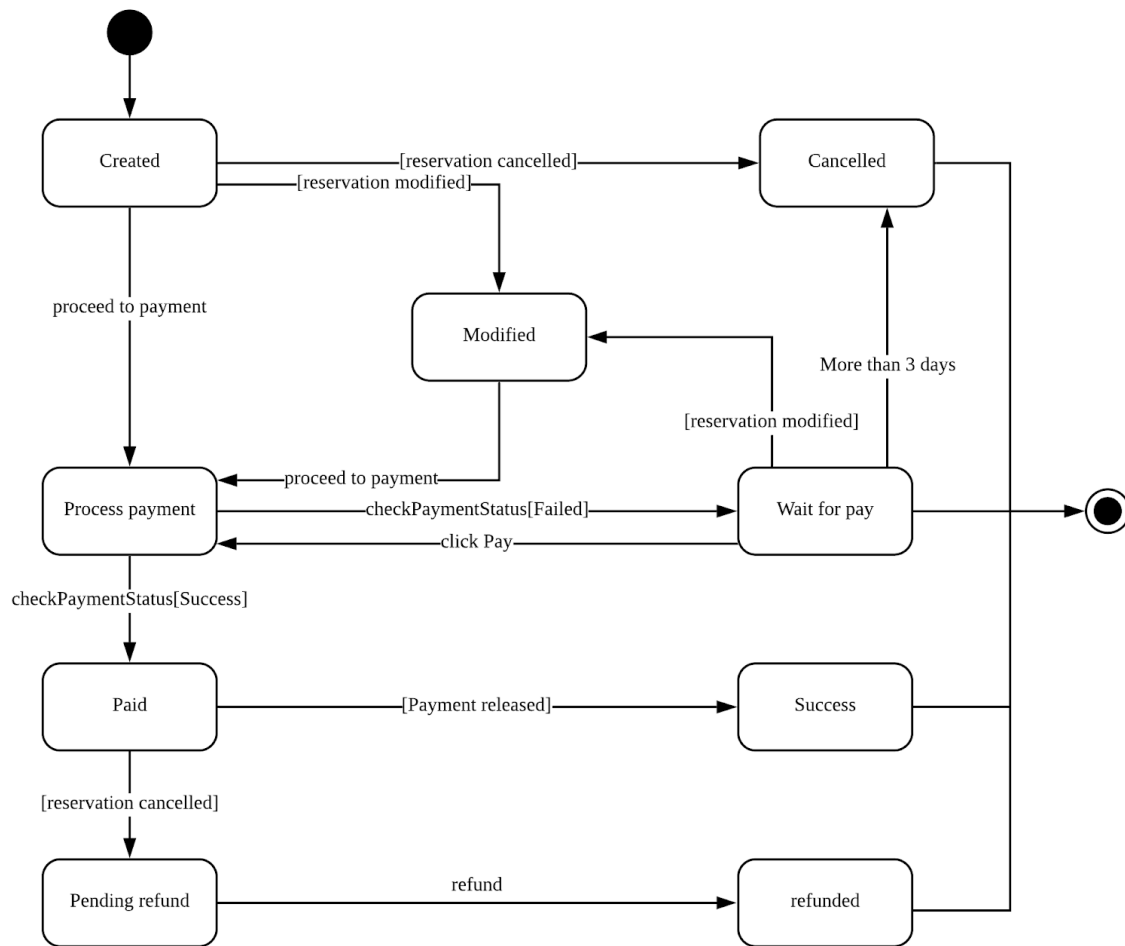 Created
[reservation cancelled]
Cancelled
[reservation modified]
proceed to payment
Modified
More than 3 days
[reservation modified]
proceed to payment
Process payment
checkPaymentStatus[Failed]
Wait for pay
click Pay
checkPaymentStatus[Success]
Paid
[Payment released]
Success
[reservation cancelled]
Pending refund
refund
refunded